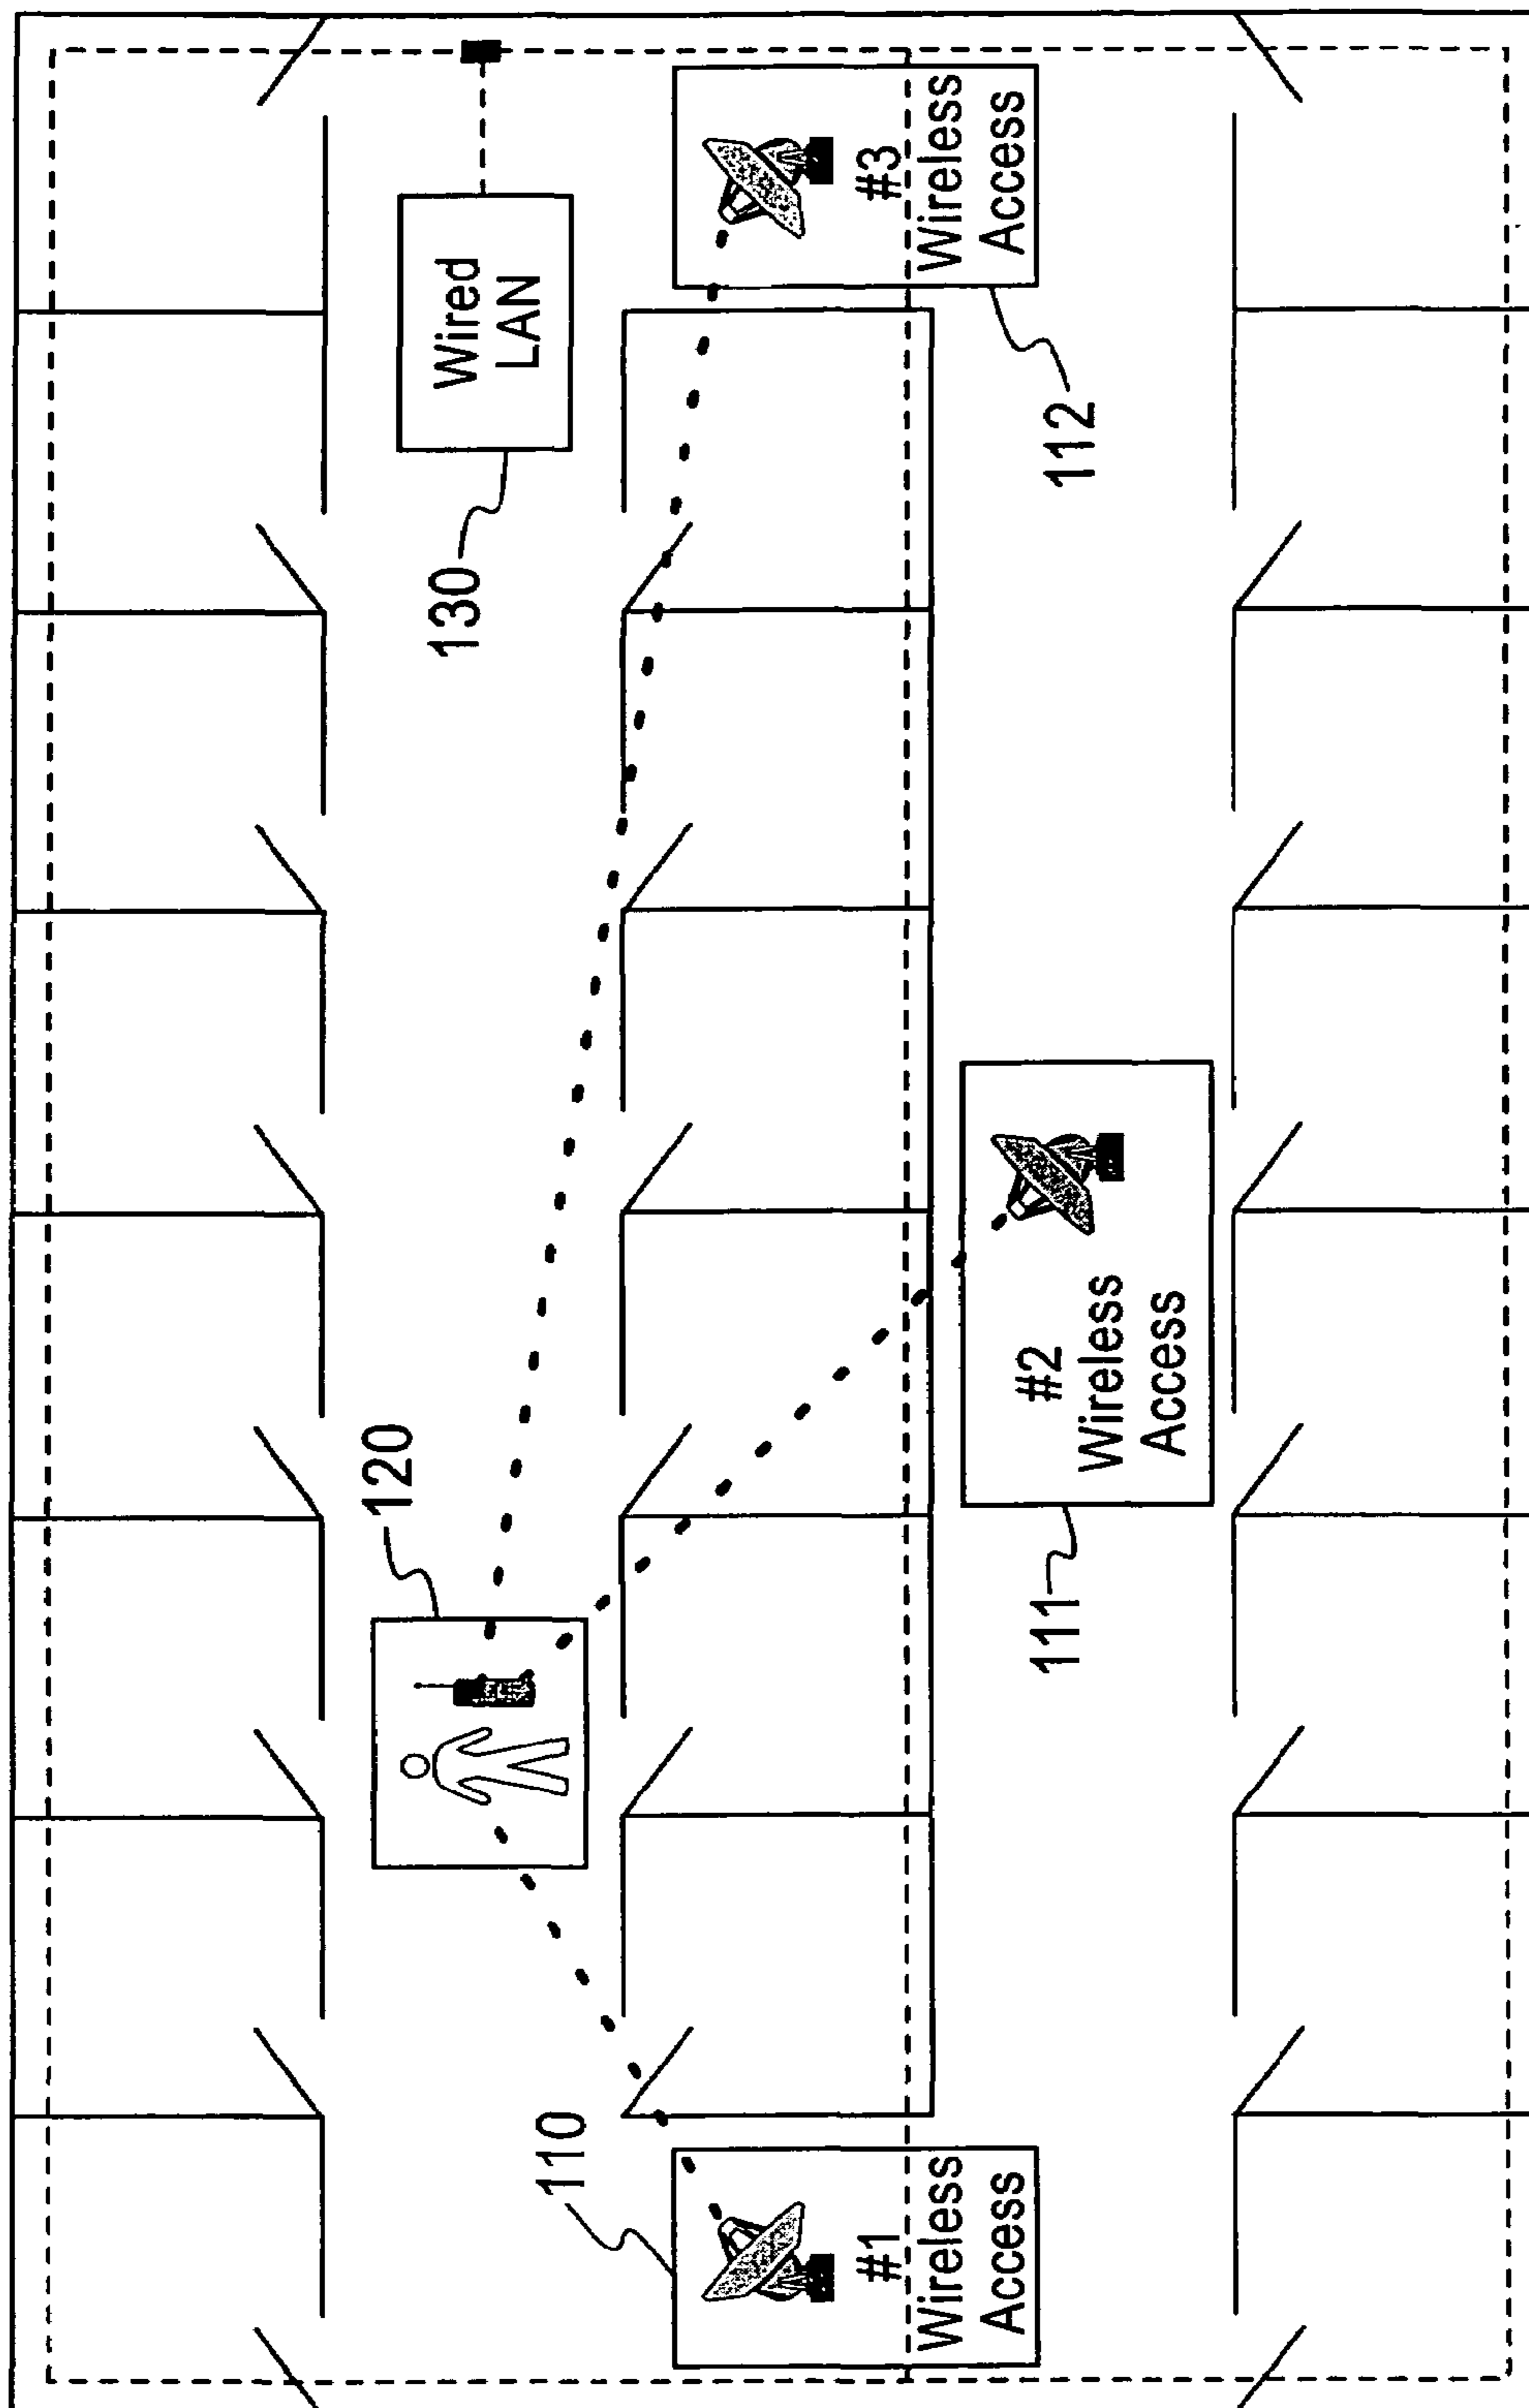 120
130
Wired
LAN
110
#1
Wireless
Access
111
#2
Wireless
Access
112
#3
Wireless
Access